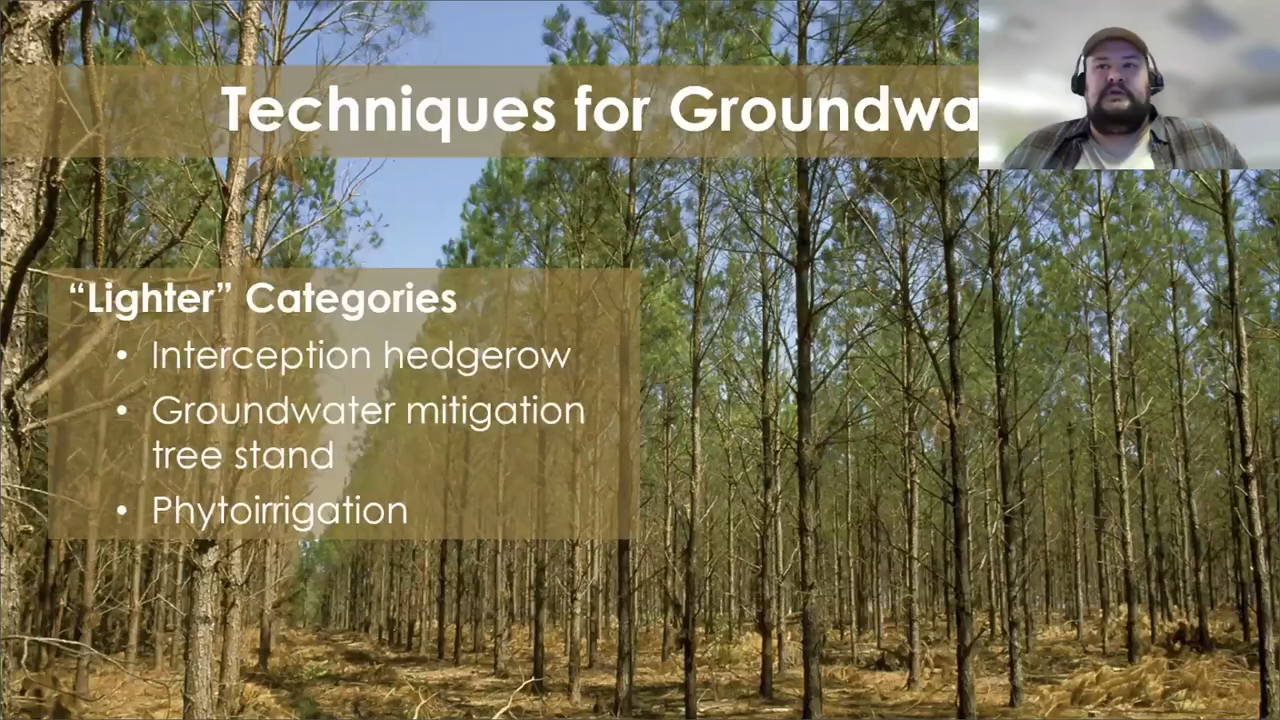 Techniques for Groundwa
“Lighter” Categories
• Interception hedgerow
• Groundwater mitigation
tree stand
• Phytoirrigation